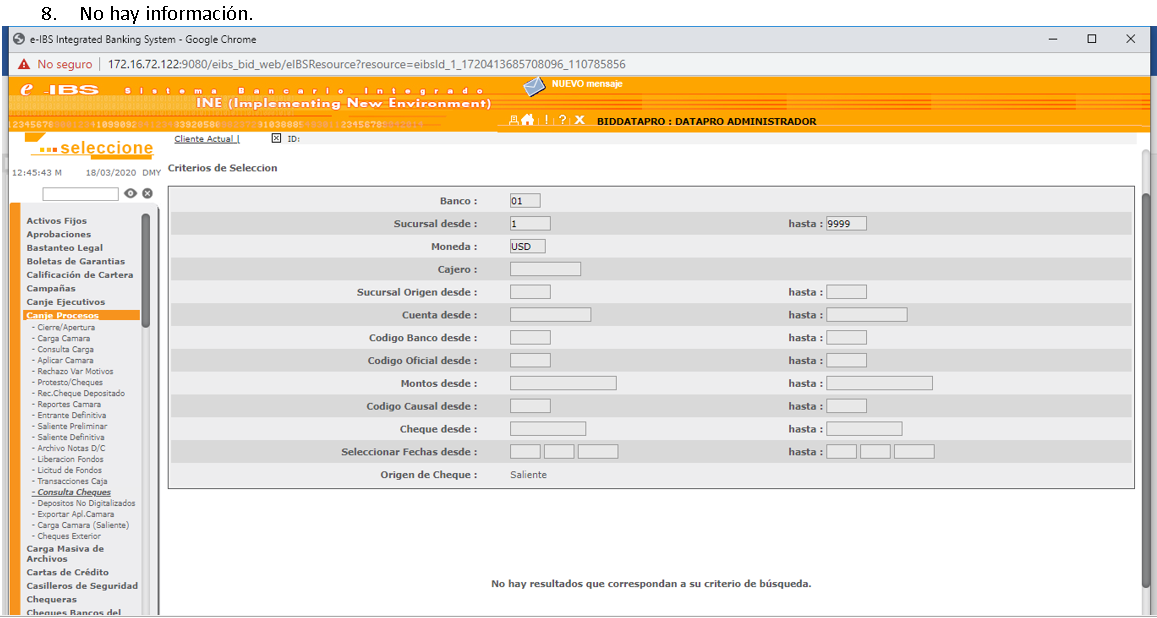 8. No hay información.
e-IBS Integrated Banking System - Google Chrome
No seguro | 172.16.72.122:9080/eibs_bid_web/eIBSResource?resource=eibsId_1_1720413685708096_110785856
e-IBS Sistema Bancario Integrado
NUEVO mensaje
INE (Implementing New Environment)
! ? X BIDDATAPRO : DATAPRO ADMINISTRADOR
seleccione
Cliente Actual | ID:
12:45:43 M 18/03/2020 DMY
Criterios de Seleccion
Banco : 01
Sucursal desde : 1 hasta : 9999
Moneda : USD
Cajero :
Sucursal Origen desde : hasta :
Cuenta desde : hasta :
Codigo Banco desde : hasta :
Codigo Oficial desde : hasta :
Montos desde : hasta :
Codigo Causal desde : hasta :
Cheque desde : hasta :
Seleccionar Fechas desde : hasta :
Origen de Cheque : Saliente
No hay resultados que correspondan a su criterio de búsqueda.
Activos Fijos
Aprobaciones
Bastanteo Legal
Boletas de Garantias
Calificación de Cartera
Campañas
Canje Ejecutivos
Canje Procesos
- Cierre/Apertura
- Carga Camara
- Consulta Carga
- Aplicar Camara
- Rechazo Var Motivos
- Protesto/Cheques
- Rec.Cheque Depositado
- Reportes Camara
- Entrante Definitiva
- Saliente Preliminar
- Saliente Definitiva
- Archivo Notas D/C
- Liberacion Fondos
- Licitud de Fondos
- Transacciones Caja
- Consulta Cheques
- Depositos No Digitalizados
- Exportar Apl.Camara
- Carga Camara (Saliente)
- Cheques Exterior
Carga Masiva de
Archivos
Cartas de Crédito
Casilleros de Seguridad
Chequeras
Cheques Bancos del